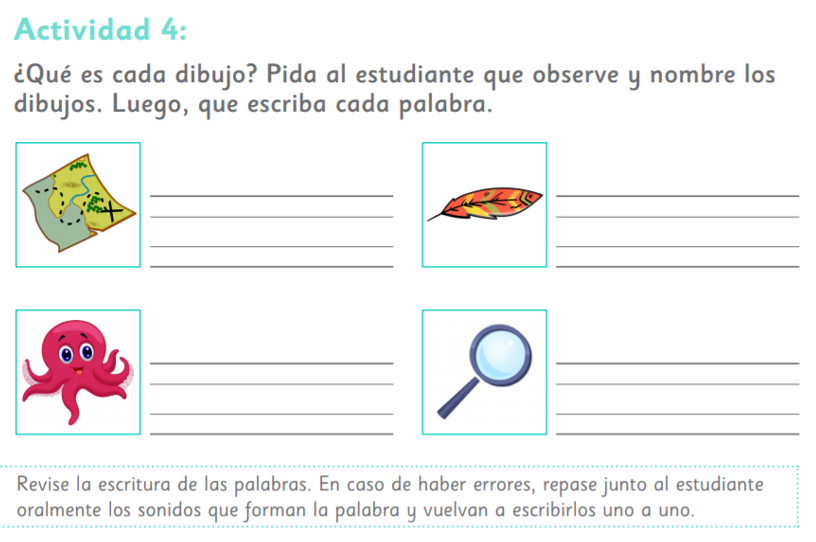 Actividad 4:
¿Qué es cada dibujo? Pida al estudiante que observe y nombre los
dibujos. Luego, que escriba cada palabra.
Revise la escritura de las palabras. En caso de haber errores, repase junto al estudiante
oralmente los sonidos que forman la palabra y vuelvan a escribirlos uno a uno.